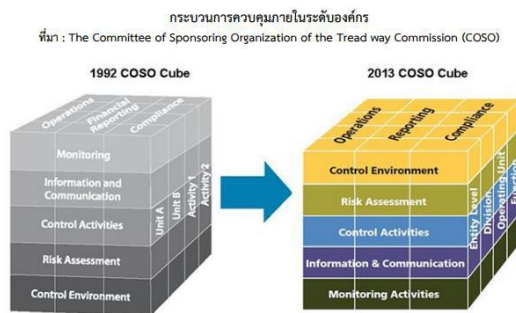 กระบวนการควบคุมภายในระดับองค์กร
ที่มา : The Committee of Sponsoring Organization of the Tread way Commission (COSO)
1992 COSO Cube
Operations
Financial
Reporting
Compliance
Monitoring
Information and
Communication
Control Activities
Risk Assessment
Control Environment
Unit A
Unit B
Activity 1
Activity 2
2013 COSO Cube
Operations
Reporting
Compliance
Control Environment
Risk Assessment
Control Activities
Information & Communication
Monitoring Activities
Entity Level
Division
Operating Unit
Function